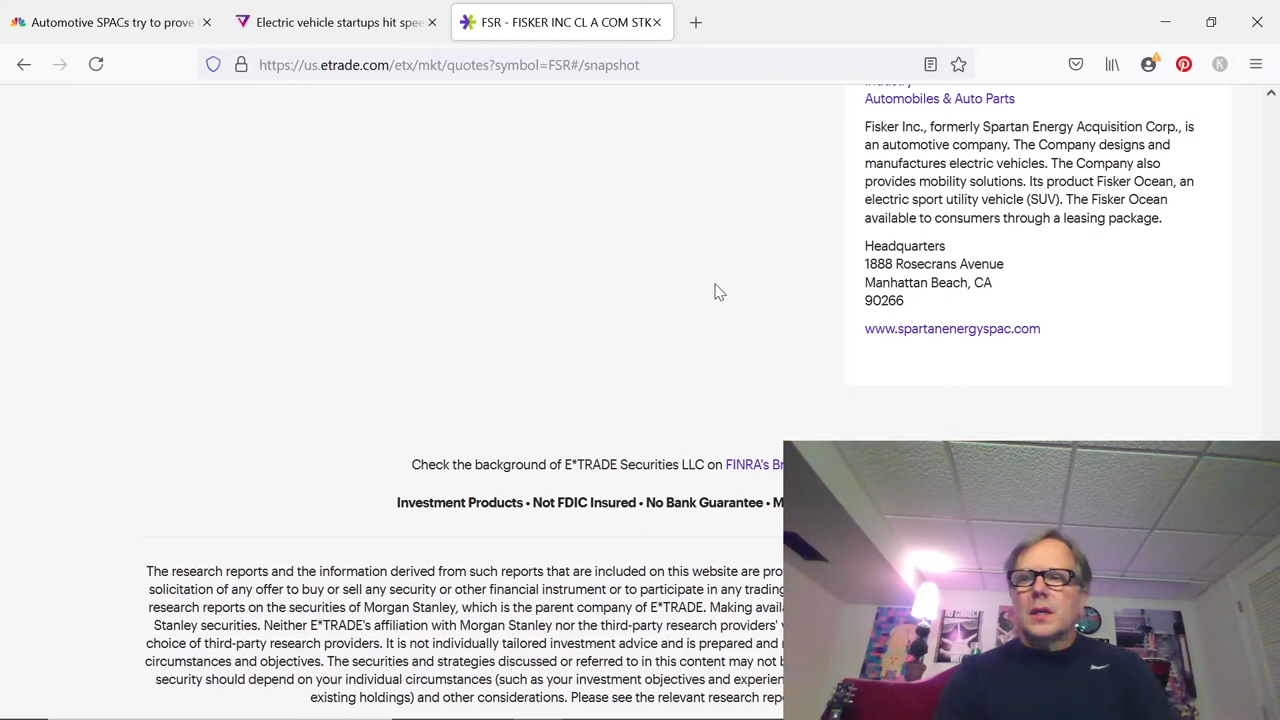 Automotive SPACs try to prove
Electric vehicle startups hit spee
FSR - FISKER INC CL A COM STK
https://us.etrade.com/etx/mkt/quotes?symbol=FSR#/snapshot
Industry
Automobiles & Auto Parts
Fisker Inc., formerly Spartan Energy Acquisition Corp., is
an automotive company. The Company designs and
manufactures electric vehicles. The Company also
provides mobility solutions. Its product Fisker Ocean, an
electric sport utility vehicle (SUV). The Fisker Ocean
available to consumers through a leasing package.
Headquarters
1888 Rosecrans Avenue
Manhattan Beach, CA
90266
www.spartanenergyspac.com
Check the background of E*TRADE Securities LLC on FINRA's Br
Investment Products • Not FDIC Insured • No Bank Guarantee • M
The research reports and the information derived from such reports that are included on this website are pro
solicitation of any offer to buy or sell any security or other financial instrument or to participate in any trading
research reports on the securities of Morgan Stanley, which is the parent company of E*TRADE. Making avail
Stanley securities. Neither E*TRADE's affiliation with Morgan Stanley nor the third-party research providers'
choice of third-party research providers. It is not individually tailored investment advice and is prepared and
circumstances and objectives. The securities and strategies discussed or referred to in this content may not b
security should depend on your individual circumstances (such as your investment objectives and experien
existing holdings) and other considerations. Please see the relevant research repo